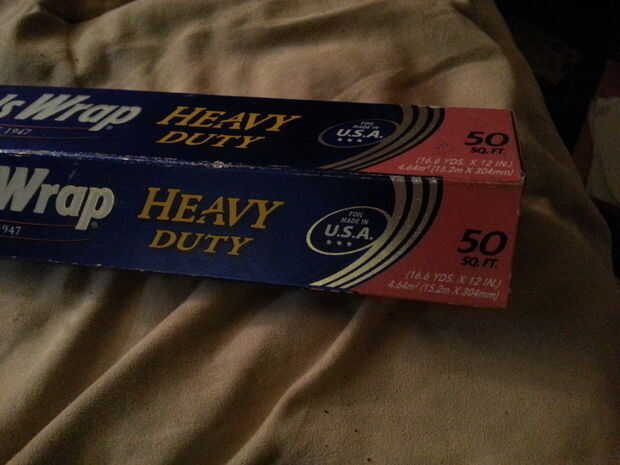 's Wrap
1947
HEAVY
DUTY
FOIL
MADE IN
U.S.A.
50
SQ. FT.
(16.6 YDS. X 12 IN.)
4.64m² (15.2m X 304mm)
Wrap
947
HEAVY
DUTY
FOIL
MADE IN
U.S.A.
50
SQ. FT.
(16.6 YDS. X 12 IN.)
4.64m² (15.2m X 304mm)